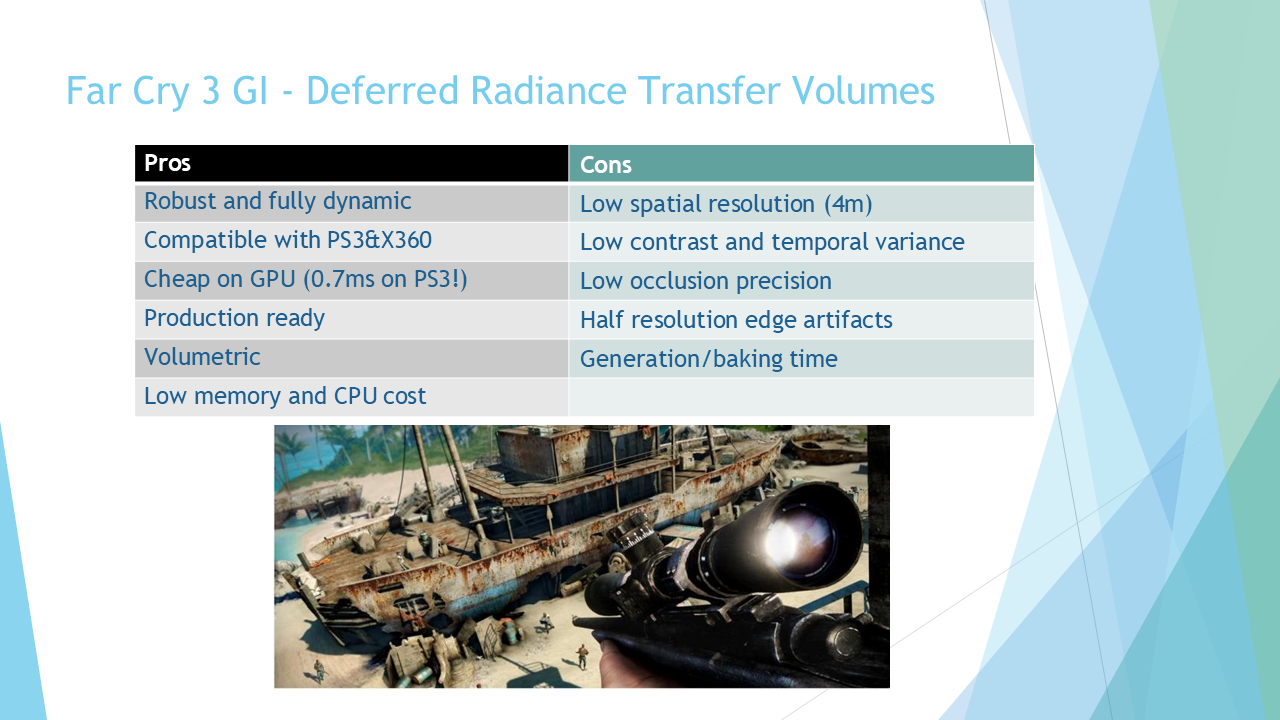 Far Cry 3 GI - Deferred Radiance Transfer Volumes
Pros
Cons
Robust and fully dynamic
Low spatial resolution (4m)
Compatible with PS3&X360
Low contrast and temporal variance
Cheap on GPU (0.7ms on PS3!)
Low occlusion precision
Production ready
Half resolution edge artifacts
Volumetric
Generation/baking time
Low memory and CPU cost